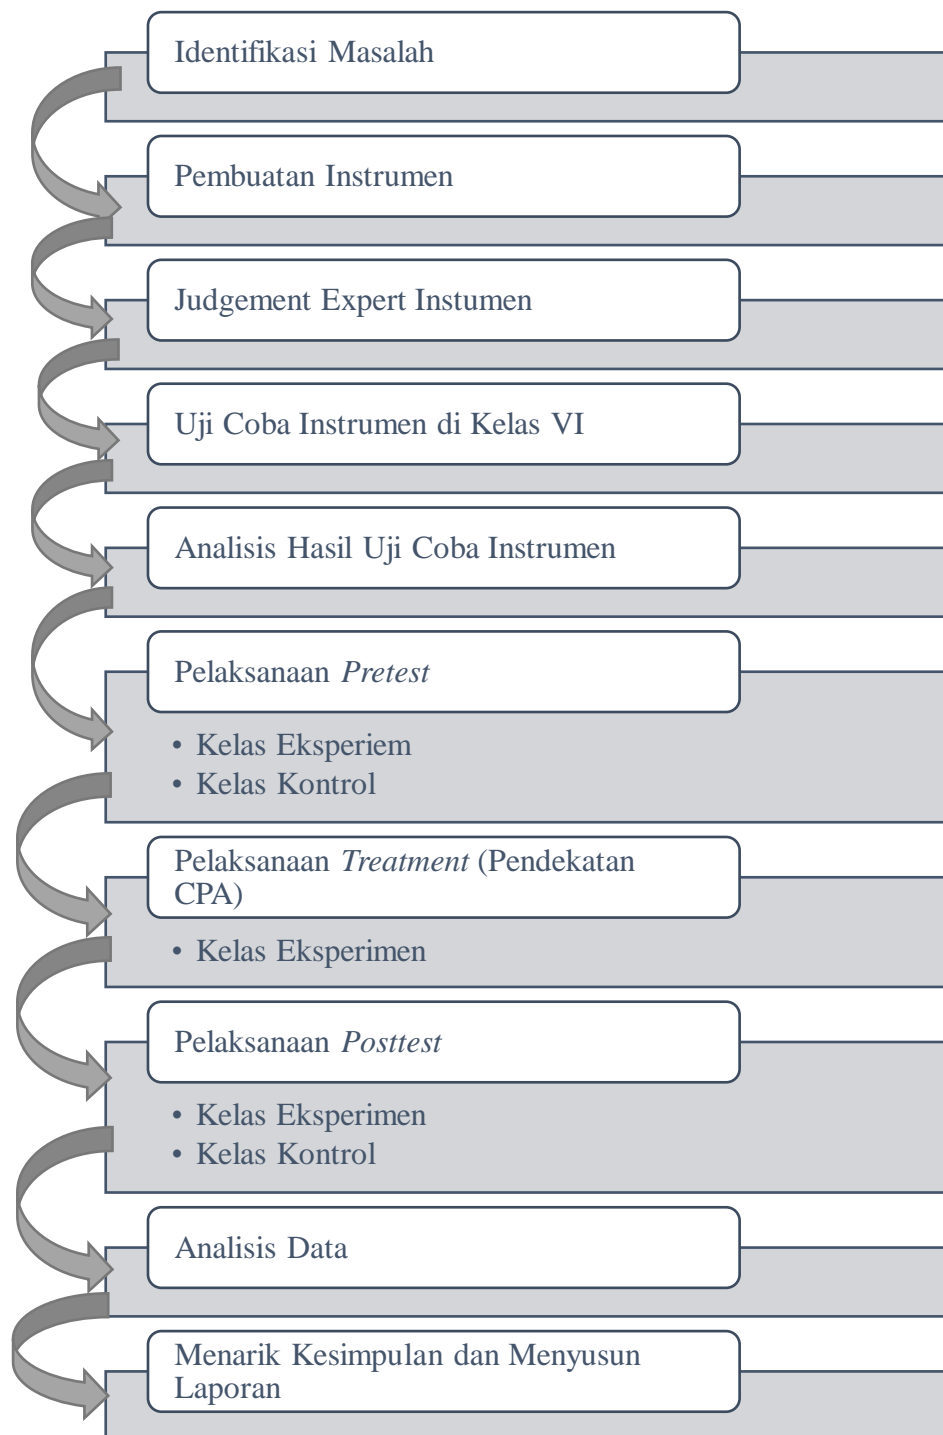 Identifikasi Masalah
Pembuatan Instrumen
Judgement Expert Instumen
Uji Coba Instrumen di Kelas VI
Analisis Hasil Uji Coba Instrumen
Pelaksanaan Pretest
• Kelas Eksperiem
• Kelas Kontrol
Pelaksanaan Treatment (Pendekatan
CPA)
• Kelas Eksperimen
Pelaksanaan Posttest
• Kelas Eksperimen
• Kelas Kontrol
Analisis Data
Menarik Kesimpulan dan Menyusun
Laporan